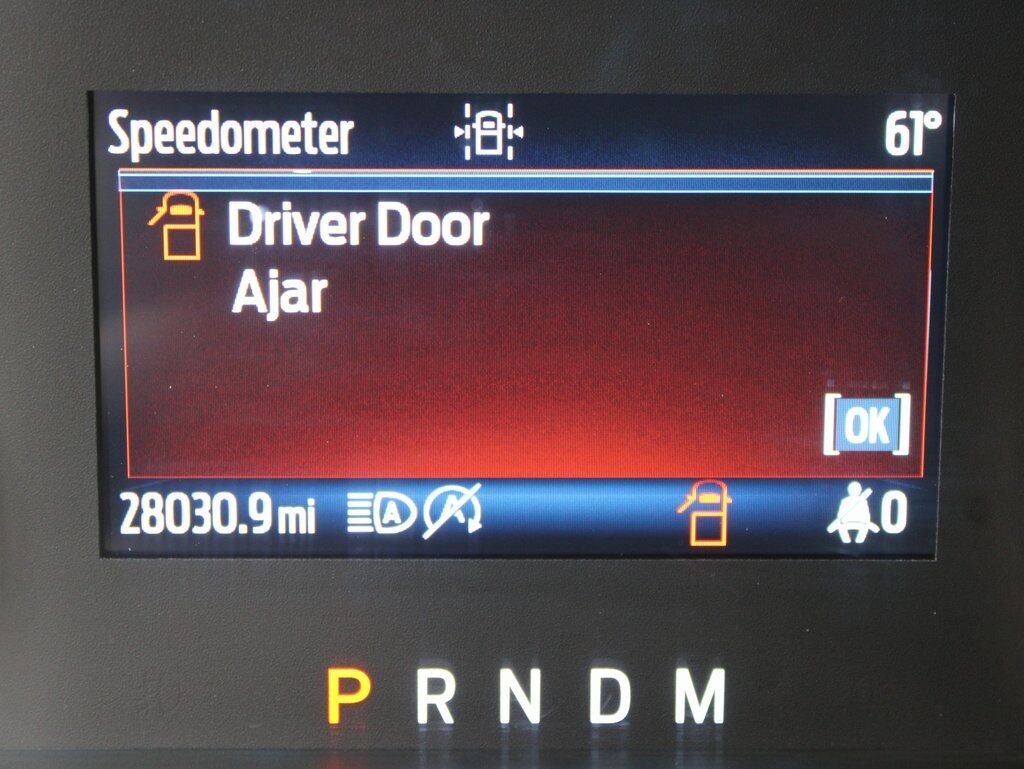 Speedometer 61°
Driver Door
Ajar
OK
28030.9 mi A A 0
P R N D M